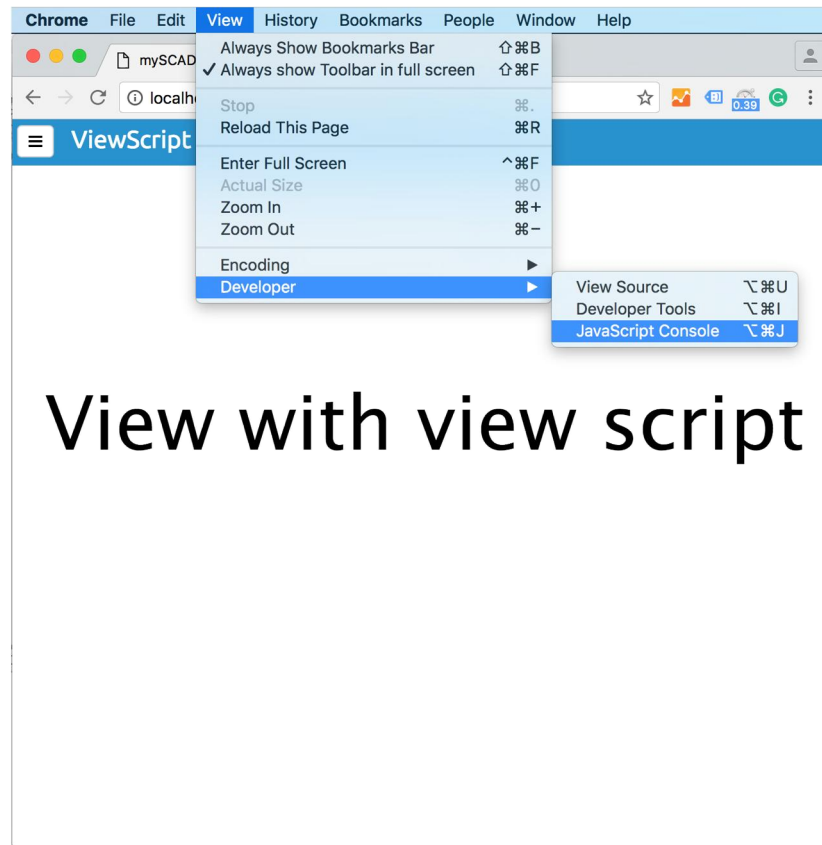 Chrome File Edit View History Bookmarks People Window Help
mySCAD
localh
0.39
ViewScript
Always Show Bookmarks Bar ⇧⌘B
✓ Always show Toolbar in full screen ⇧⌘F
Stop ⌘.
Reload This Page ⌘R
Enter Full Screen ^⌘F
Actual Size ⌘0
Zoom In ⌘+
Zoom Out ⌘−
Encoding ▶
Developer ▶
View Source ⌥⌘U
Developer Tools ⌥⌘I
JavaScript Console ⌥⌘J
View with view script